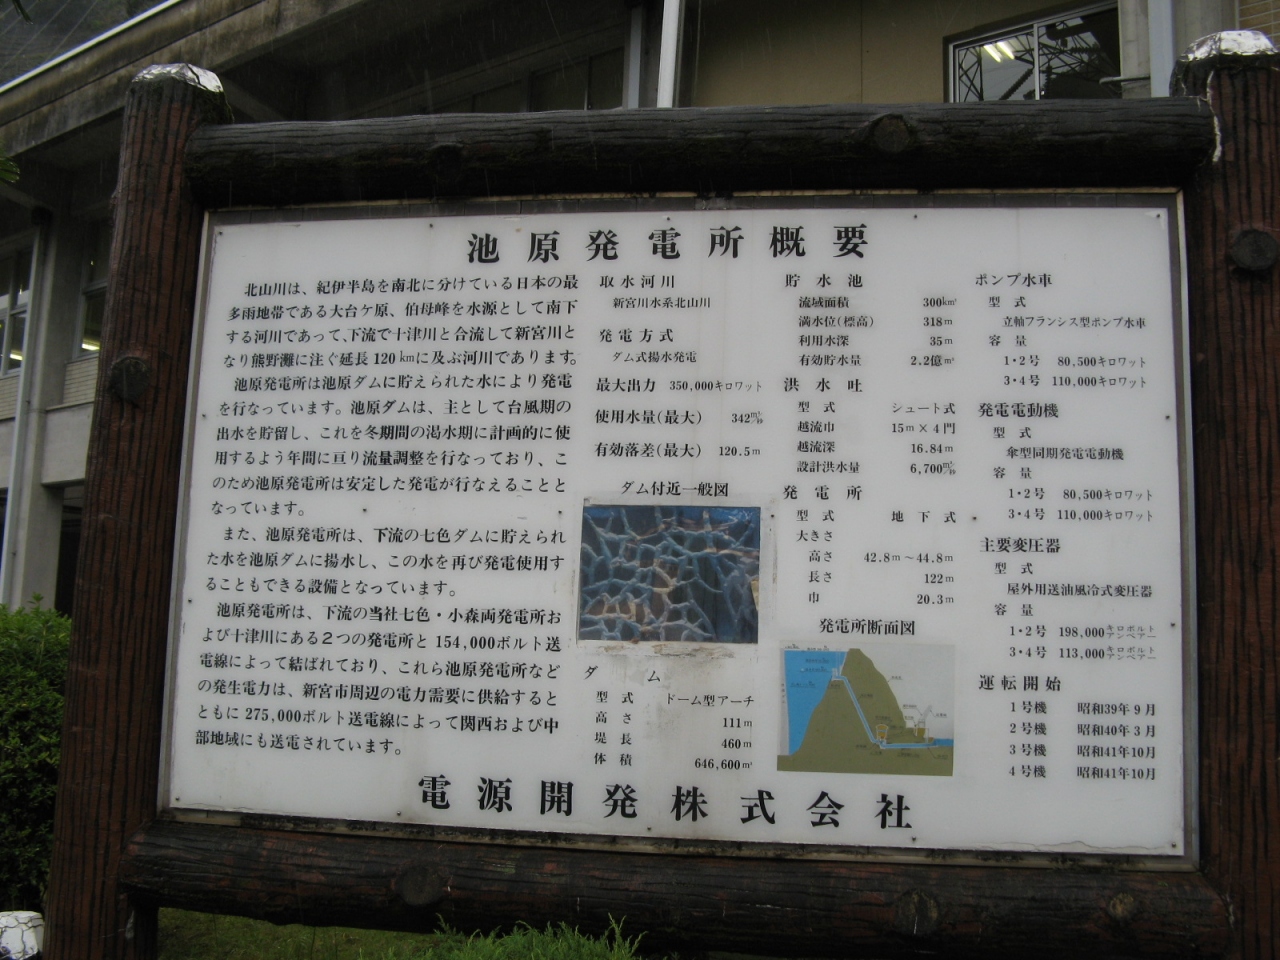 池原発電所概要
北山川は、紀伊半島を南北に分けている日本の最
多雨地帯である大台ケ原、伯母峰を水源として南下
する河川であって、下流で十津川と合流して新宮川と
なり熊野灘に注ぐ延長120㎞に及ぶ河川であります。
池原発電所は池原ダムに貯えられた水により発電
を行なっています。池原ダムは、主として台風期の
出水を貯留し、これを冬期間の渇水期に計画的に使
用するよう年間に亘り流量調整を行なっており、こ
のため池原発電所は安定した発電が行なえることと
なっています。
また、池原発電所は、下流の七色ダムに貯えられ
た水を池原ダムに揚水し、この水を再び発電使用す
ることもできる設備となっています。
池原発電所は、下流の当社七色・小森両発電所お
よび十津川にある2つの発電所と154,000ボルト送
電線によって結ばれており、これら池原発電所など
の発生電力は、新宮市周辺の電力需要に供給すると
ともに275,000ボルト送電線によって関西および中
部地域にも送電されています。
取水河川
新宮川水系北山川
発電方式
ダム式揚水発電
最大出力 350,000キロワット
使用水量(最大) 342㎥/秒
有効落差(最大) 120.5m
ダム付近一般図
ダム
型式 ドーム型アーチ
高さ 111m
堤長 460m
体積 646,600㎥
貯水池
流域面積 300㎢
満水位(標高) 318m
利用水深 35m
有効貯水量 2.2億㎥
洪水吐
型式 シュート式
越流巾 15m×4門
越流深 16.84m
設計洪水量 6,700㎥/秒
発電所
型式 地下式
大きさ
高さ 42.8m～44.8m
長さ 122m
巾 20.3m
発電所断面図
ポンプ水車
型式
立軸フランシス型ポンプ水車
容量
1・2号 80,500キロワット
3・4号 110,000キロワット
発電電動機
型式
傘型同期発電電動機
容量
1・2号 80,500キロワット
3・4号 110,000キロワット
主要変圧器
型式
屋外用送油風冷式変圧器
容量
1・2号 198,000キロボルトアンペアー
3・4号 113,000キロボルトアンペアー
運転開始
1号機 昭和39年9月
2号機 昭和40年3月
3号機 昭和41年10月
4号機 昭和41年10月
電源開発株式会社